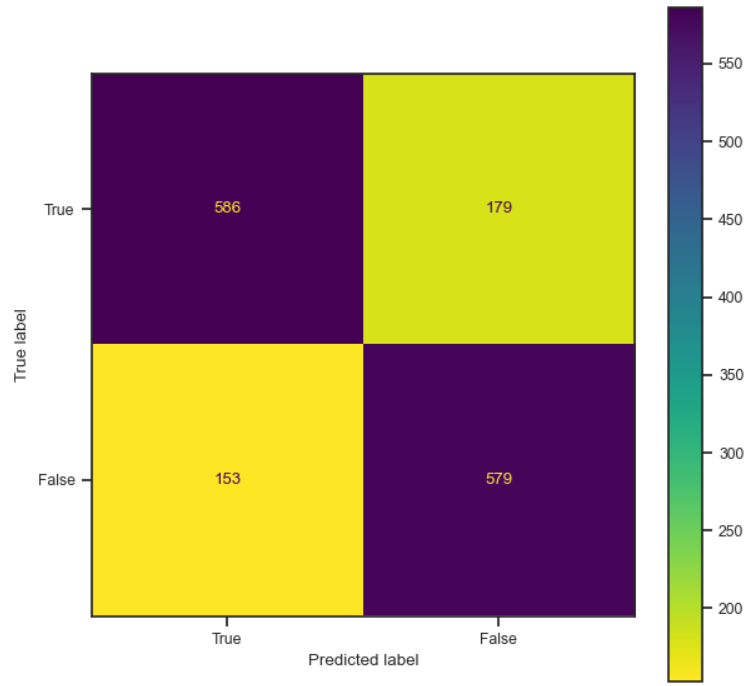 550
500
450
400
350
300
250
200
True
586
179
False
153
579
True label
True
False
Predicted label